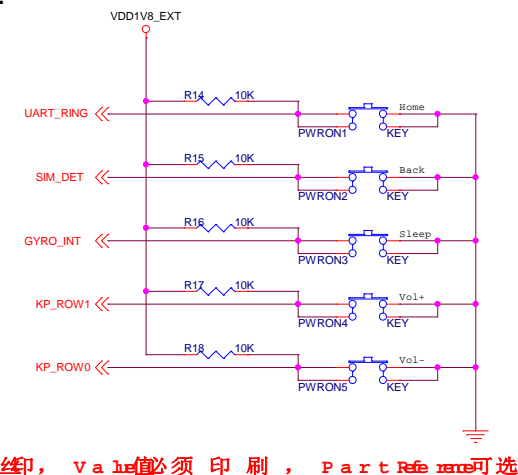 VDD1V8_EXT
R14 10K
Home
UART_RING
PWRON1 KEY
R15 10K
Back
SIM_DET
PWRON2 KEY
R16 10K
Sleep
GYRO_INT
PWRON3 KEY
R17 10K
Vol+
KP_ROW1
PWRON4 KEY
R18 10K
Vol-
KP_ROW0
PWRON5 KEY
丝印， Value值必须 印 刷 ， Part Reference可选